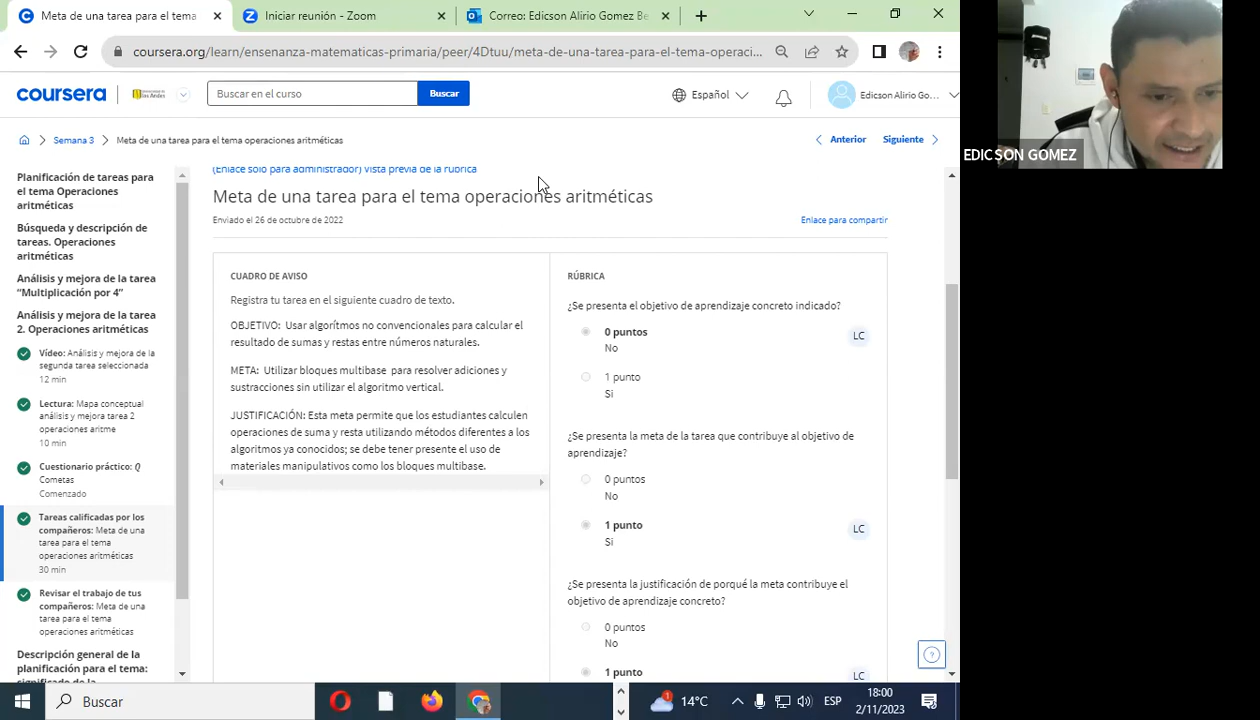 Meta de una tarea para el tema
Iniciar reunión - Zoom
Correo: Edicson Alirio Gomez Be
coursera.org/learn/ensenanza-matematicas-primaria/peer/4Dtuu/meta-de-una-tarea-para-el-tema-operaci...
coursera
Universidad de los Andes
Buscar en el curso
Buscar
Español
Edicson Alirio Go...
EDICSON GOMEZ
Semana 3
Meta de una tarea para el tema operaciones aritméticas
Anterior
Siguiente
Planificación de tareas para
el tema Operaciones
aritméticas
Búsqueda y descripción de
tareas. Operaciones
aritméticas
Análisis y mejora de la tarea
“Multiplicación por 4”
Análisis y mejora de la tarea
2. Operaciones aritméticas
Vídeo: Análisis y mejora de la
segunda tarea seleccionada
12 min
Lectura: Mapa conceptual
análisis y mejora tarea 2
operaciones aritme
10 min
Cuestionario práctico: Q
Cometas
Comenzado
Tareas calificadas por los
compañeros: Meta de una
tarea para el tema
operaciones aritméticas
30 min
Revisar el trabajo de tus
compañeros: Meta de una
tarea para el tema
operaciones aritméticas
Descripción general de la
planificación para el tema:
significado de la
(Enlace solo para administrador) Vista previa de la rúbrica
Meta de una tarea para el tema operaciones aritméticas
Enviado el 26 de octubre de 2022
Enlace para compartir
CUADRO DE AVISO
Registra tu tarea en el siguiente cuadro de texto.
OBJETIVO: Usar algorítmos no convencionales para calcular el
resultado de sumas y restas entre números naturales.
META: Utilizar bloques multibase para resolver adiciones y
sustracciones sin utilizar el algoritmo vertical.
JUSTIFICACIÓN: Esta meta permite que los estudiantes calculen
operaciones de suma y resta utilizando métodos diferentes a los
algoritmos ya conocidos; se debe tener presente el uso de
materiales manipulativos como los bloques multibase.
RÚBRICA
¿Se presenta el objetivo de aprendizaje concreto indicado?
0 puntos
No
LC
1 punto
Si
¿Se presenta la meta de la tarea que contribuye al objetivo de
aprendizaje?
0 puntos
No
1 punto
Si
LC
¿Se presenta la justificación de porqué la meta contribuye el
objetivo de aprendizaje concreto?
0 puntos
No
1 punto
LC
Buscar
1
14°C
ESP
18:00
2/11/2023